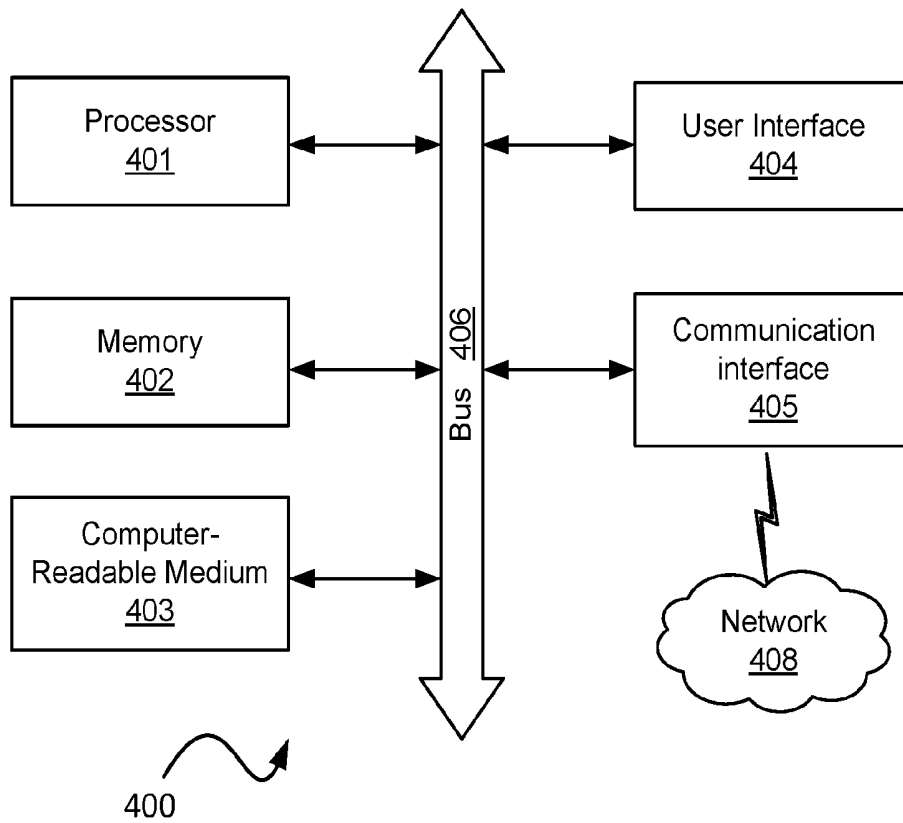 Processor
401
User Interface
404
Memory
402
Bus 406
Communication
interface
405
Computer-
Readable Medium
403
Network
408
400